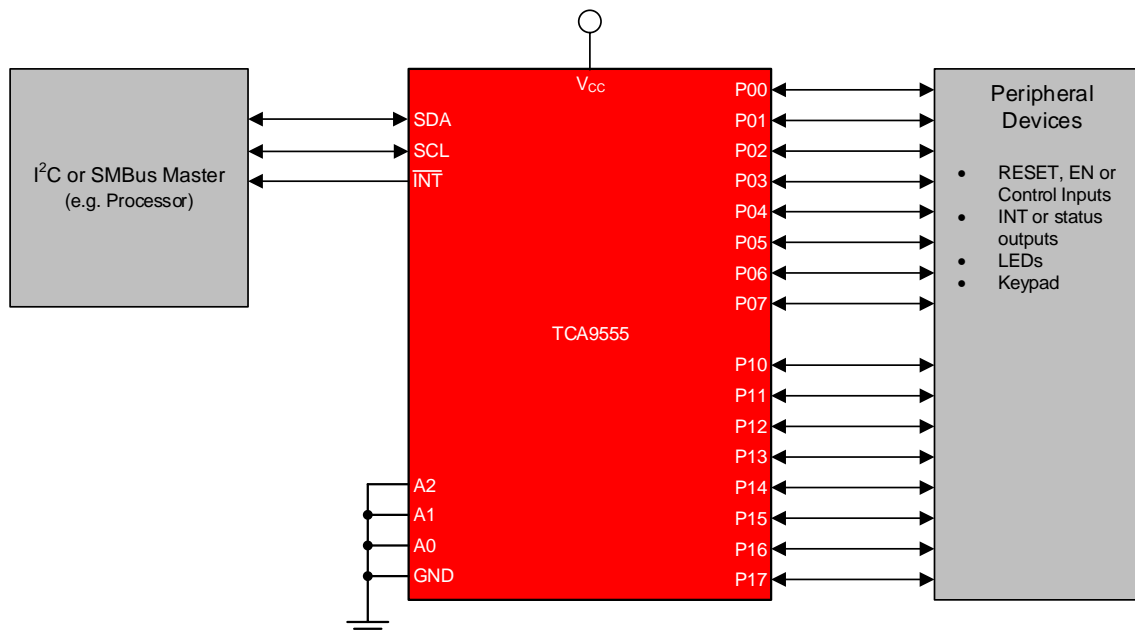 I²C or SMBus Master
(e.g. Processor)
V_CC
SDA
SCL
I̅N̅T̅
TCA9555
A2
A1
A0
GND
P00
P01
P02
P03
P04
P05
P06
P07
P10
P11
P12
P13
P14
P15
P16
P17
Peripheral
Devices
• RESET, EN or
Control Inputs
• INT or status
outputs
• LEDs
• Keypad